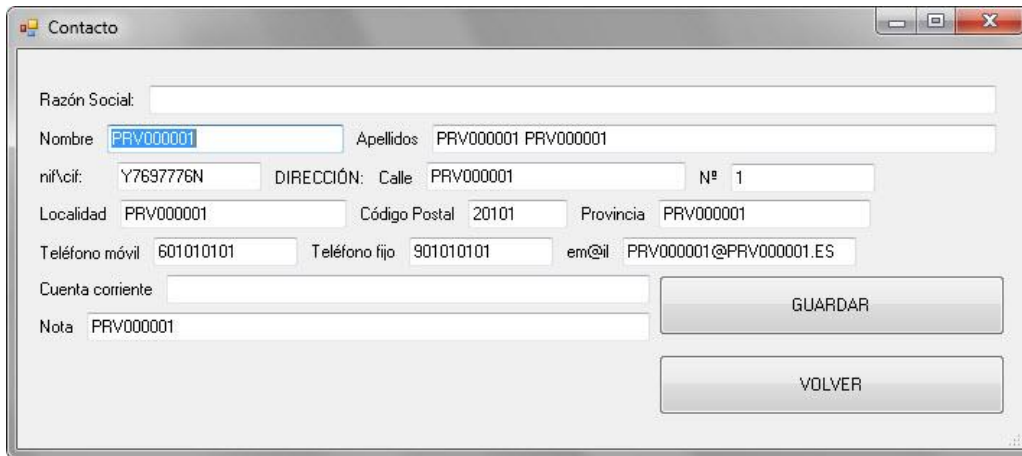 Contacto
Razón Social:
Nombre PRV000001 Apellidos PRV000001 PRV000001
nif\cif: Y7697776N DIRECCIÓN: Calle PRV000001 Nº 1
Localidad PRV000001 Código Postal 20101 Provincia PRV000001
Teléfono móvil 601010101 Teléfono fijo 901010101 em@il PRV000001@PRV000001.ES
Cuenta corriente
GUARDAR
Nota PRV000001
VOLVER